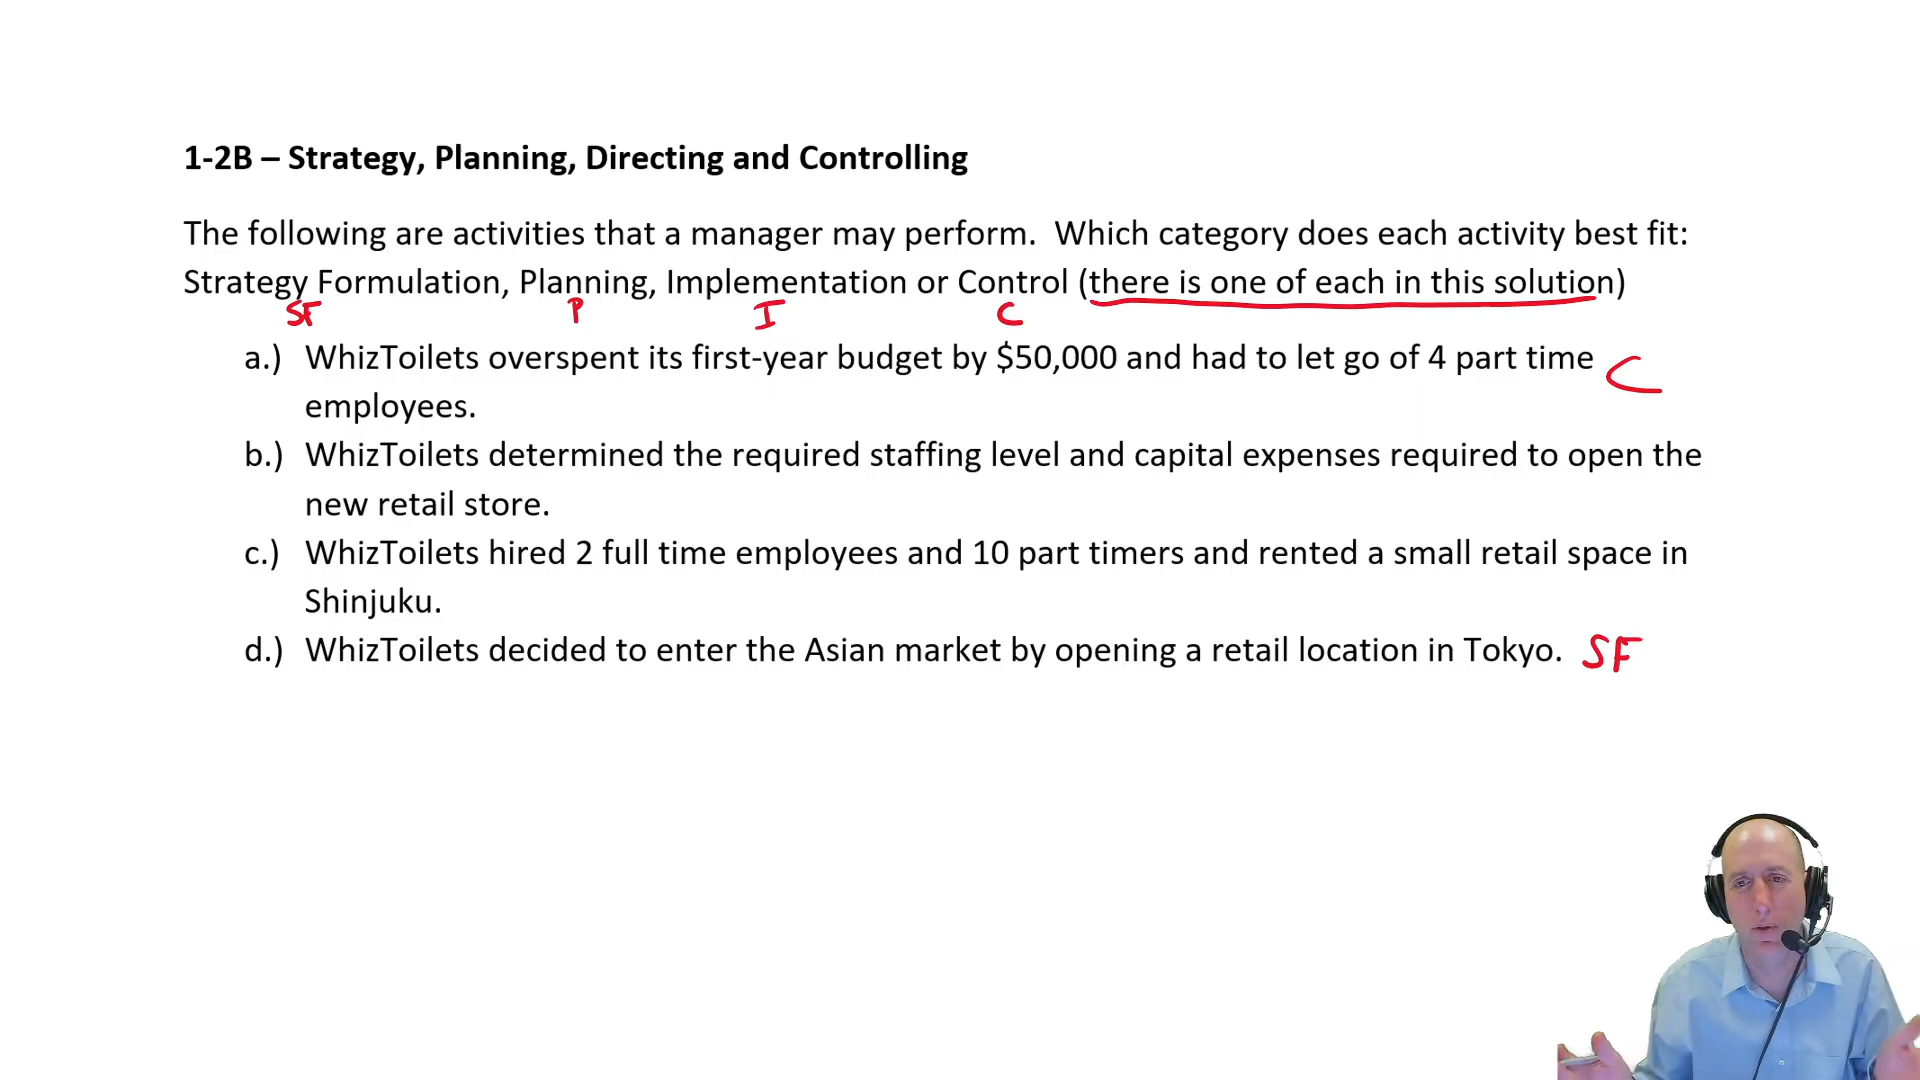 1-2B – Strategy, Planning, Directing and Controlling
The following are activities that a manager may perform.  Which category does each activity best fit:
Strategy Formulation, Planning, Implementation or Control (there is one of each in this solution)
SF P I C
a.) WhizToilets overspent its first-year budget by $50,000 and had to let go of 4 part time C
employees.
b.) WhizToilets determined the required staffing level and capital expenses required to open the
new retail store.
c.) WhizToilets hired 2 full time employees and 10 part timers and rented a small retail space in
Shinjuku.
d.) WhizToilets decided to enter the Asian market by opening a retail location in Tokyo. SF